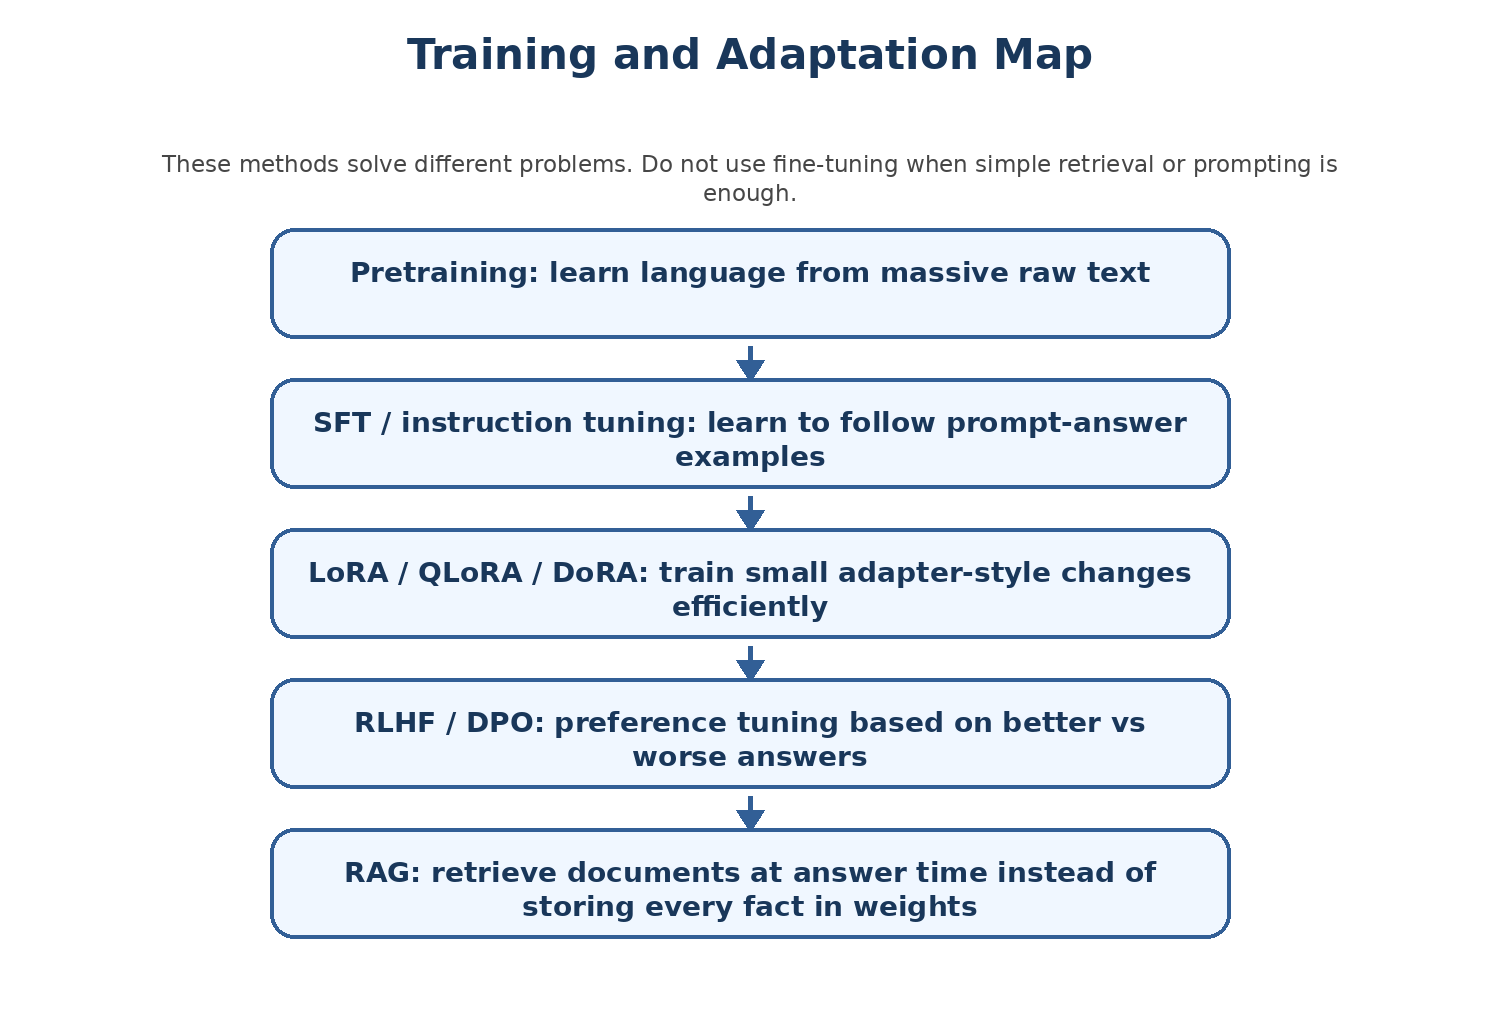 Training and Adaptation Map
These methods solve different problems. Do not use fine-tuning when simple retrieval or prompting is
enough.
Pretraining: learn language from massive raw text
SFT / instruction tuning: learn to follow prompt-answer
examples
LoRA / QLoRA / DoRA: train small adapter-style changes
efficiently
RLHF / DPO: preference tuning based on better vs
worse answers
RAG: retrieve documents at answer time instead of
storing every fact in weights